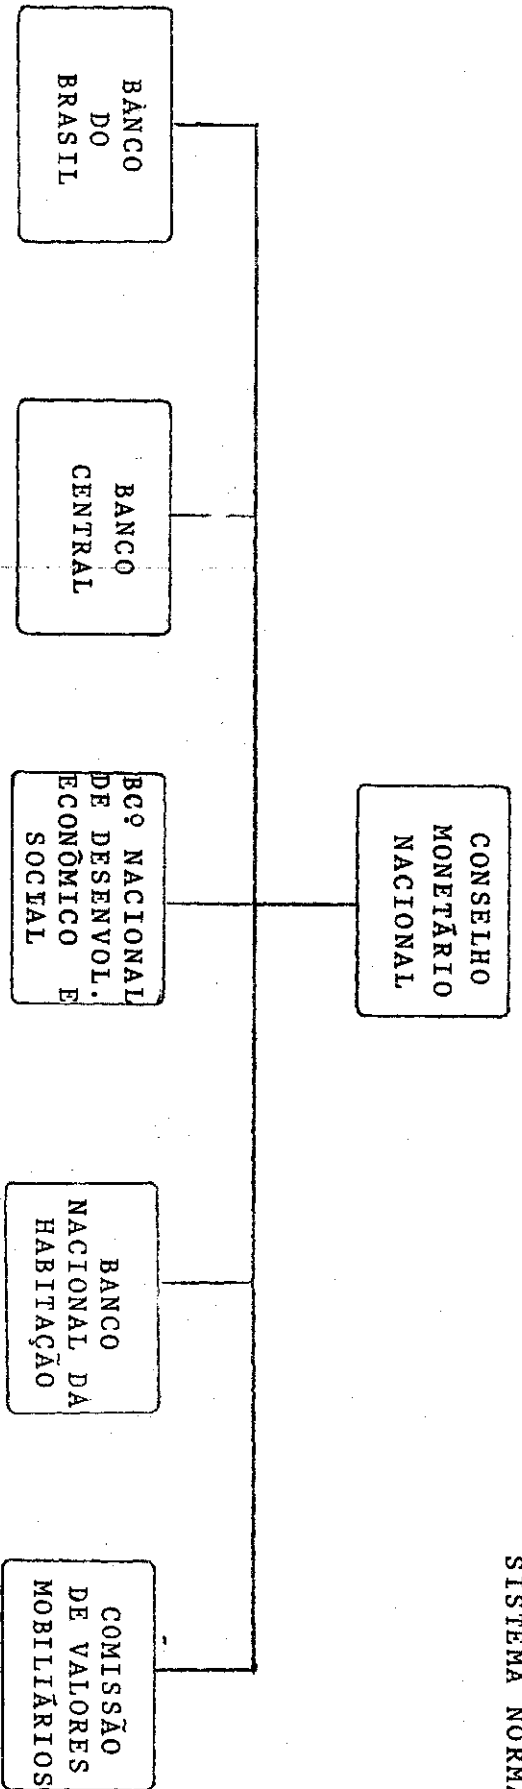 SISTEMA NORMA
CONSELHO
MONETÁRIO
NACIONAL
BANCO
DO
BRASIL
BANCO
CENTRAL
BCº NACIONAL
DE DESENVOL.
ECONÔMICO E
SOCIAL
BANCO
NACIONAL DA
HABITAÇÃO
COMISSÃO
DE VALORES
MOBILIÁRIOS